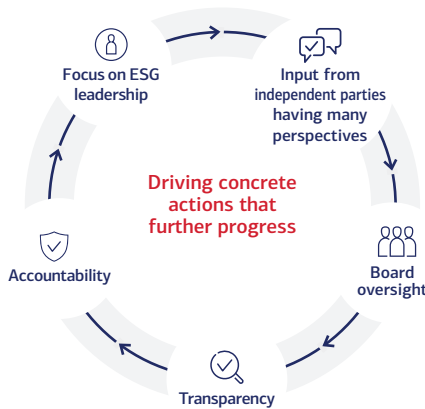 Focus on ESG
leadership
Input from
independent parties
having many
perspectives
Driving concrete
actions that
further progress
Accountability
Board
oversight
Transparency